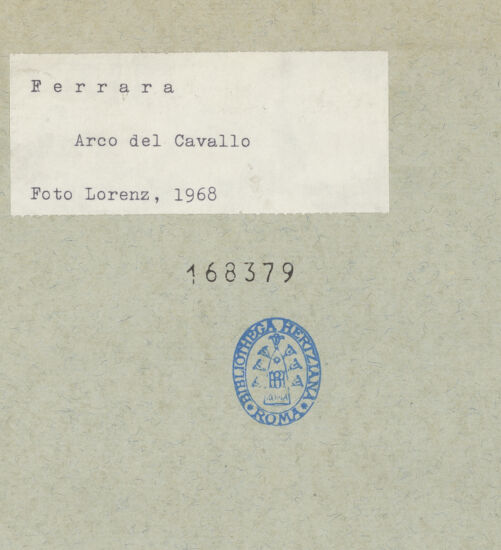 F e r r a r a
Arco del Cavallo
Foto Lorenz, 1968
168379
BIBLIOTHECA HERTZIANA
ROMA